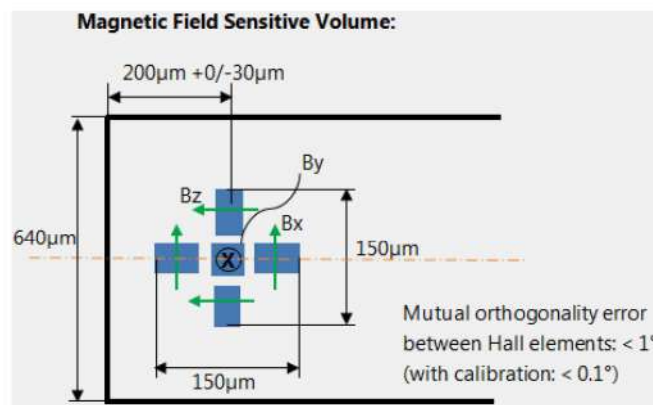 Magnetic Field Sensitive Volume:
200µm +0/-30µm
By
Bz
Bx
640µm
X
150µm
Mutual orthogonality error
between Hall elements: < 1°
(with calibration: < 0.1°)
150µm